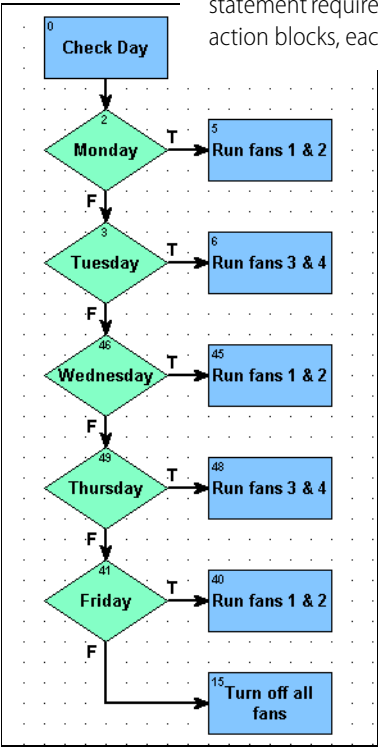 statement require
action blocks, eac
0
Check Day
2
Monday
T
5
Run fans 1 & 2
F
3
Tuesday
T
6
Run fans 3 & 4
F
46
Wednesday
T
45
Run fans 1 & 2
F
49
Thursday
T
48
Run fans 3 & 4
F
41
Friday
T
40
Run fans 1 & 2
F
15
Turn off all
fans